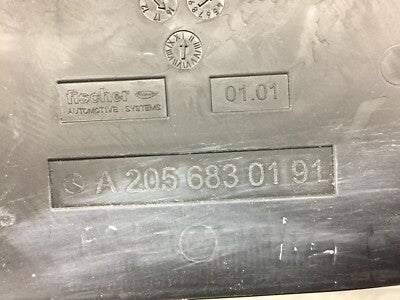 fischer
AUTOMOTIVE SYSTEMS
01.01
A 205 683 01 91